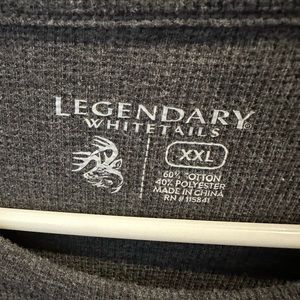 LEGENDARY
WHITETAILS
XXL
60% COTTON
40% POLYESTER
MADE IN CHINA
RN # 115841